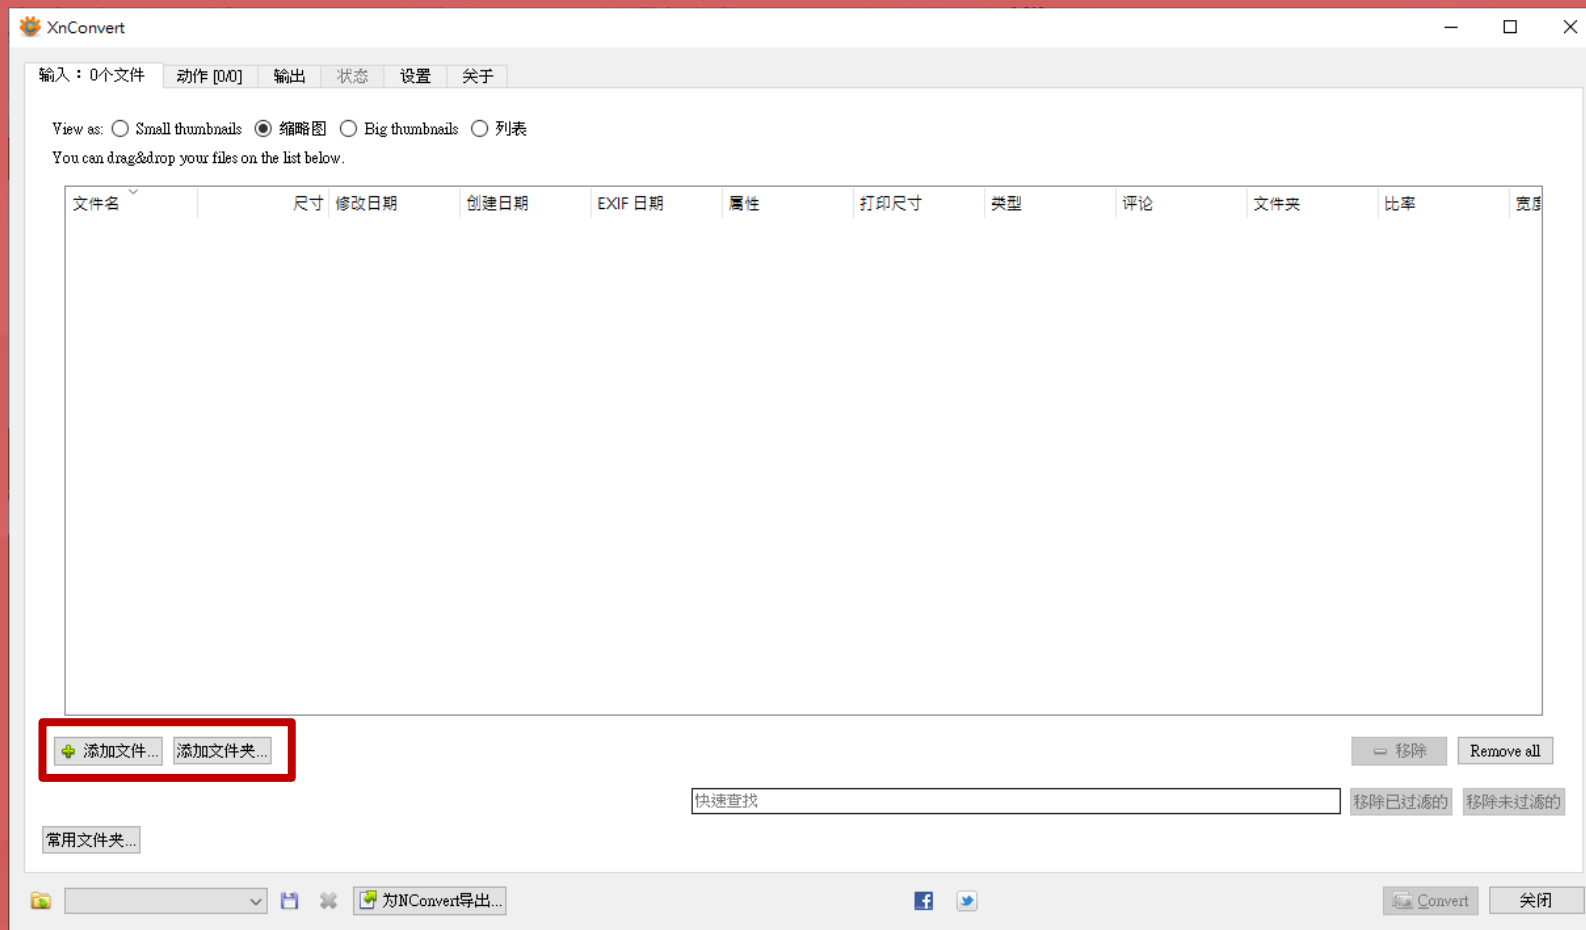 XnConvert
输入：0个文件 动作 [0/0] 输出 状态 设置 关于
View as: Small thumbnails 缩略图 Big thumbnails 列表
You can drag&drop your files on the list below.
文件名 尺寸 修改日期 创建日期 EXIF 日期 属性 打印尺寸 类型 评论 文件夹 比率 宽度
添加文件... 添加文件夹... 移除 Remove all
快速查找 移除已过滤的 移除未过滤的
常用文件夹...
为NConvert导出... Convert 关闭